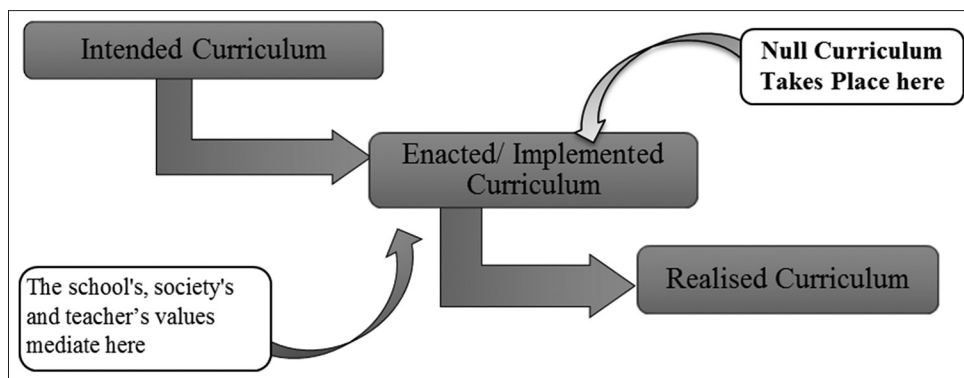 Intended Curriculum
Null Curriculum
Takes Place here
Enacted/ Implemented
Curriculum
The school's, society's
and teacher’s values
mediate here
Realised Curriculum